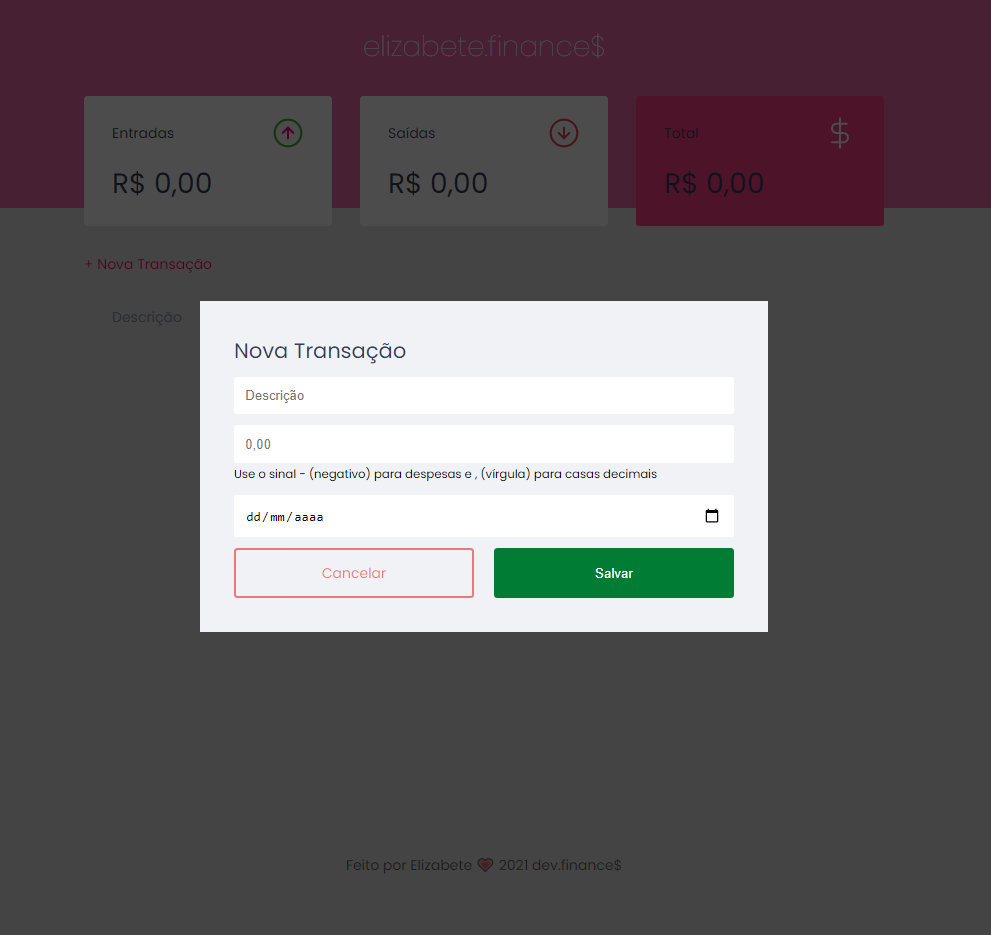 elizabete.finance$
Entradas
R$ 0,00
Saídas
R$ 0,00
Total
$
R$ 0,00
+ Nova Transação
Descrição
Nova Transação
Descrição
0,00
Use o sinal - (negativo) para despesas e , (vírgula) para casas decimais
dd/mm/aaaa
Cancelar
Salvar
Feito por Elizabete 💗 2021 dev.finance$